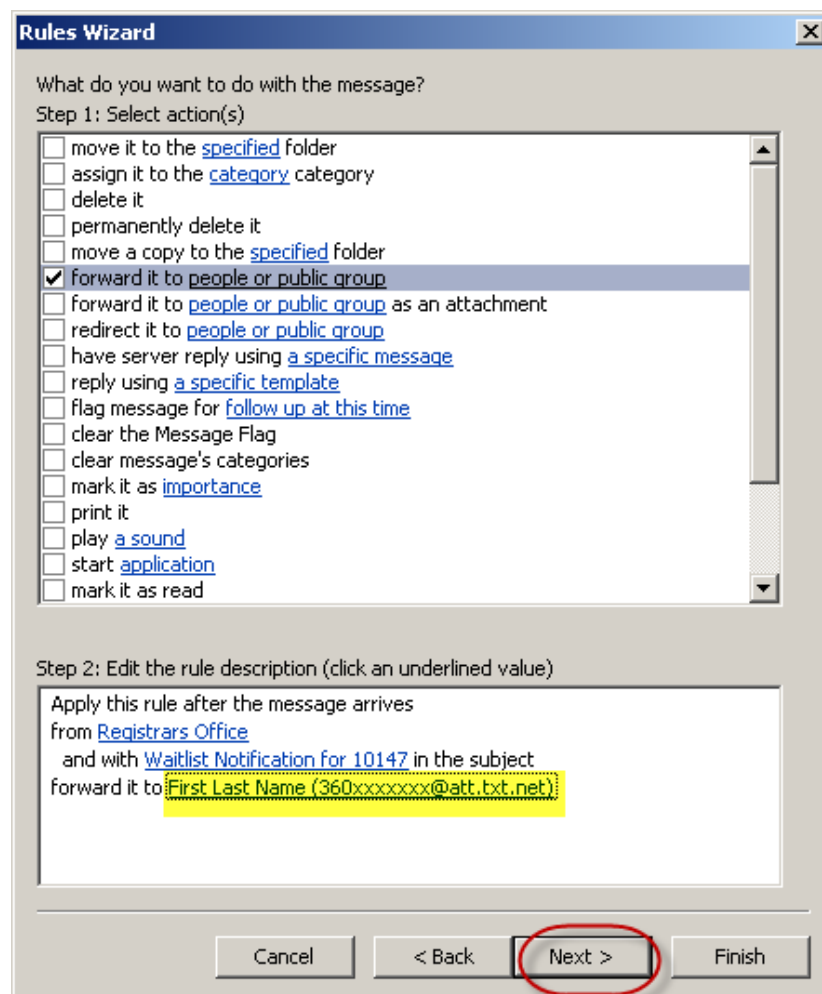 Rules Wizard
What do you want to do with the message?
Step 1: Select action(s)
move it to the specified folder
assign it to the category category
delete it
permanently delete it
move a copy to the specified folder
forward it to people or public group
forward it to people or public group as an attachment
redirect it to people or public group
have server reply using a specific message
reply using a specific template
flag message for follow up at this time
clear the Message Flag
clear message's categories
mark it as importance
print it
play a sound
start application
mark it as read
Step 2: Edit the rule description (click an underlined value)
Apply this rule after the message arrives
from Registrars Office
and with Waitlist Notification for 10147 in the subject
forward it to First Last Name (360xxxxxxx@att.txt.net)
Cancel < Back Next > Finish